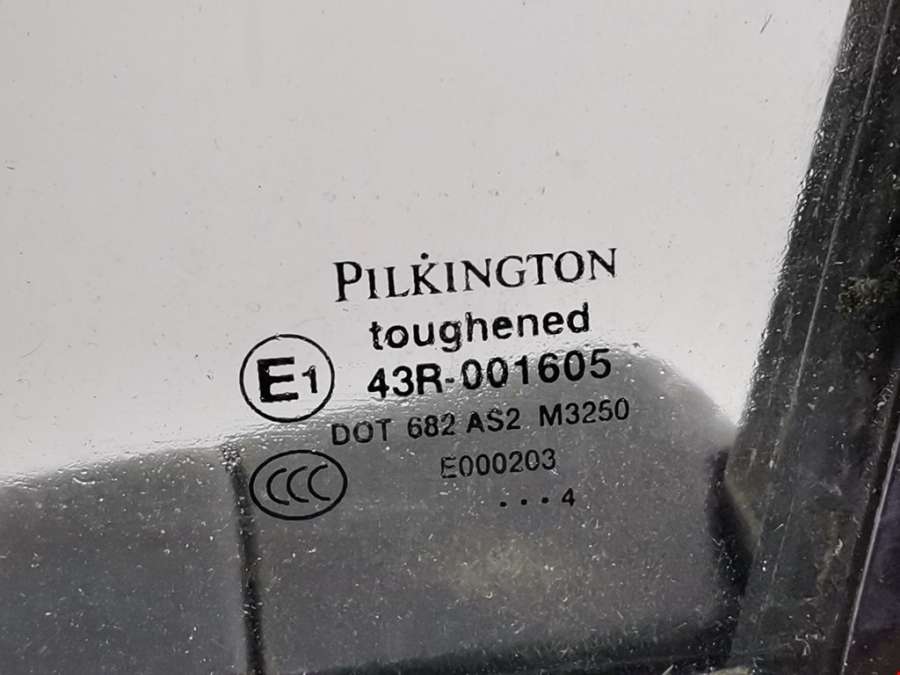 PILKINGTON
toughened
E1 43R-001605
DOT 682 AS2 M3250
CCC E000203
...4